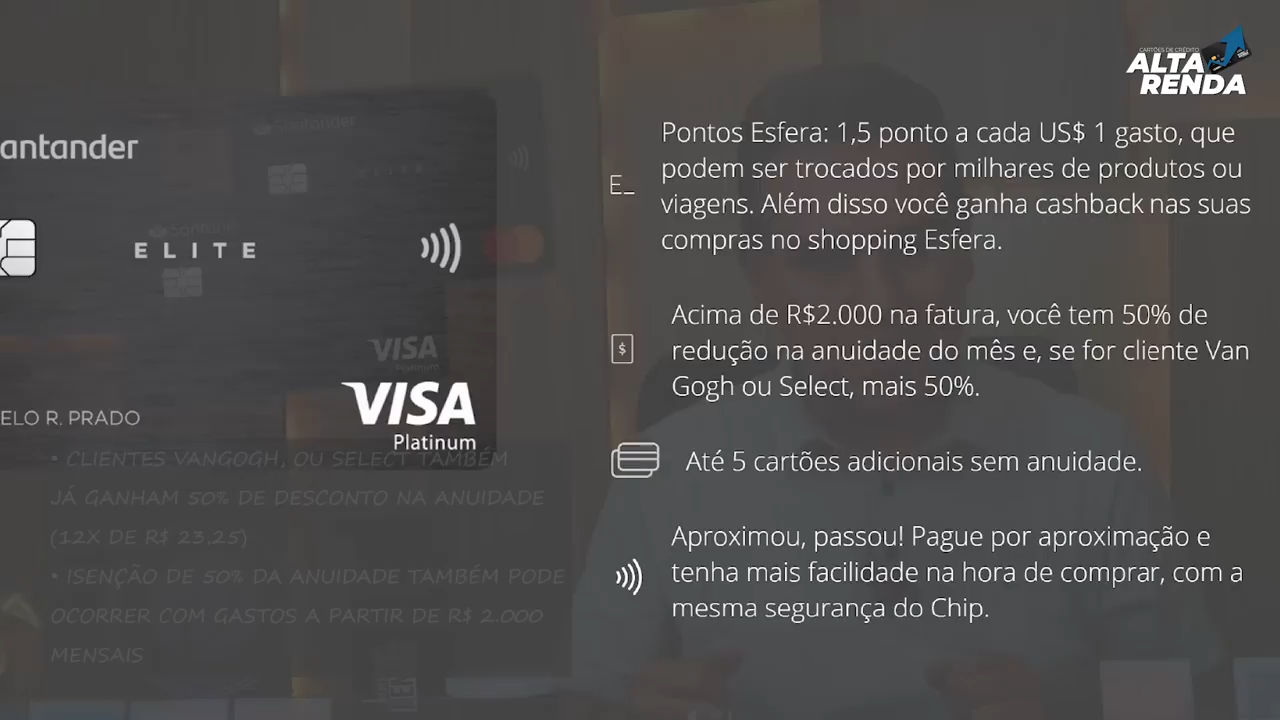 CARTÕES DE CRÉDITO
ALTA
RENDA
antander
ELITE
ELO R. PRADO
VISA
Platinum
Santander
VISA
Platinum
• CLIENTES VANGOGH, OU SELECT TAMBÉM
JÁ GANHAM 50% DE DESCONTO NA ANUIDADE
(12X DE R$ 23,25)
• ISENÇÃO DE 50% DA ANUIDADE TAMBÉM PODE
OCORRER COM GASTOS A PARTIR DE R$ 2.000
MENSAIS
E_
Pontos Esfera: 1,5 ponto a cada US$ 1 gasto, que
podem ser trocados por milhares de produtos ou
viagens. Além disso você ganha cashback nas suas
compras no shopping Esfera.
$
Acima de R$2.000 na fatura, você tem 50% de
redução na anuidade do mês e, se for cliente Van
Gogh ou Select, mais 50%.
Até 5 cartões adicionais sem anuidade.
Aproximou, passou! Pague por aproximação e
tenha mais facilidade na hora de comprar, com a
mesma segurança do Chip.